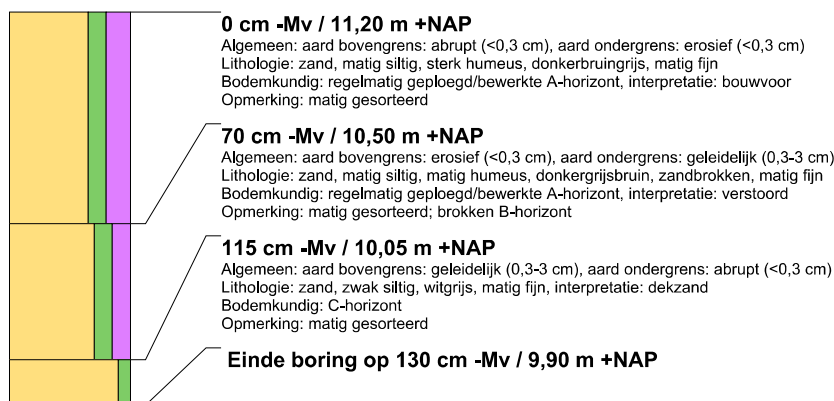 0 cm -Mv / 11,20 m +NAP
Algemeen: aard bovengrens: abrupt (<0,3 cm), aard ondergrens: erosief (<0,3 cm)
Lithologie: zand, matig siltig, sterk humeus, donkerbruingrijs, matig fijn
Bodemkundig: regelmatig geploegd/bewerkte A-horizont, interpretatie: bouwvoor
Opmerking: matig gesorteerd
70 cm -Mv / 10,50 m +NAP
Algemeen: aard bovengrens: erosief (<0,3 cm), aard ondergrens: geleidelijk (0,3-3 cm)
Lithologie: zand, matig siltig, matig humeus, donkergrijsbruin, zandbrokken, matig fijn
Bodemkundig: regelmatig geploegd/bewerkte A-horizont, interpretatie: verstoord
Opmerking: matig gesorteerd; brokken B-horizont
115 cm -Mv / 10,05 m +NAP
Algemeen: aard bovengrens: geleidelijk (0,3-3 cm), aard ondergrens: abrupt (<0,3 cm)
Lithologie: zand, zwak siltig, witgrijs, matig fijn, interpretatie: dekzand
Bodemkundig: C-horizont
Opmerking: matig gesorteerd
Einde boring op 130 cm -Mv / 9,90 m +NAP